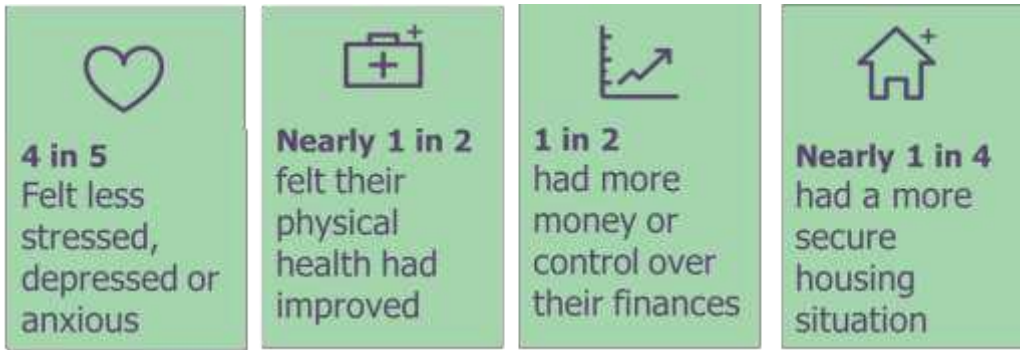 4 in 5
Felt less
stressed,
depressed or
anxious
Nearly 1 in 2
felt their
physical
health had
improved
1 in 2
had more
money or
control over
their finances
Nearly 1 in 4
had a more
secure
housing
situation